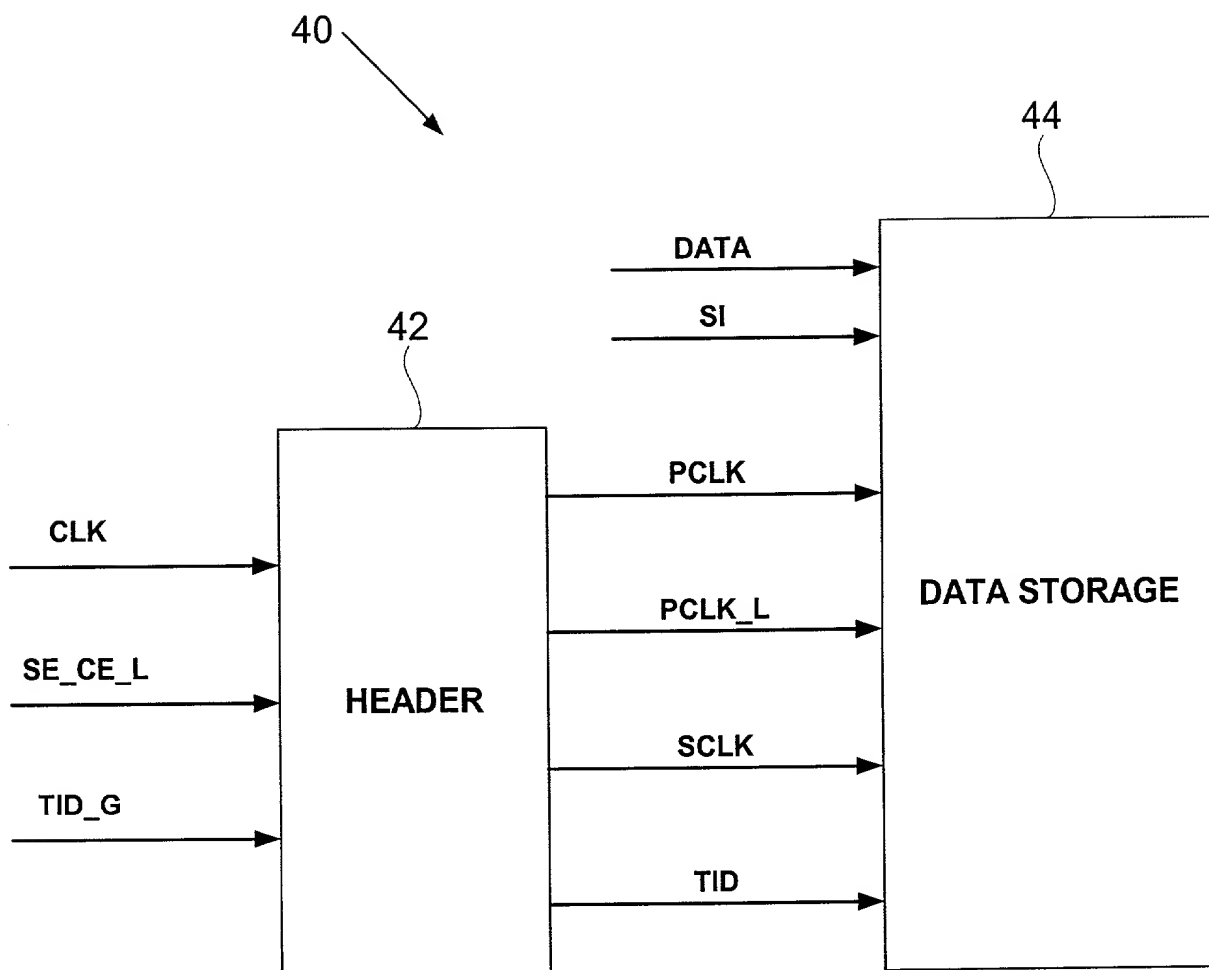 40
44
DATA
SI
42
PCLK
CLK
PCLK_L
DATA STORAGE
SE_CE_L
HEADER
SCLK
TID_G
TID